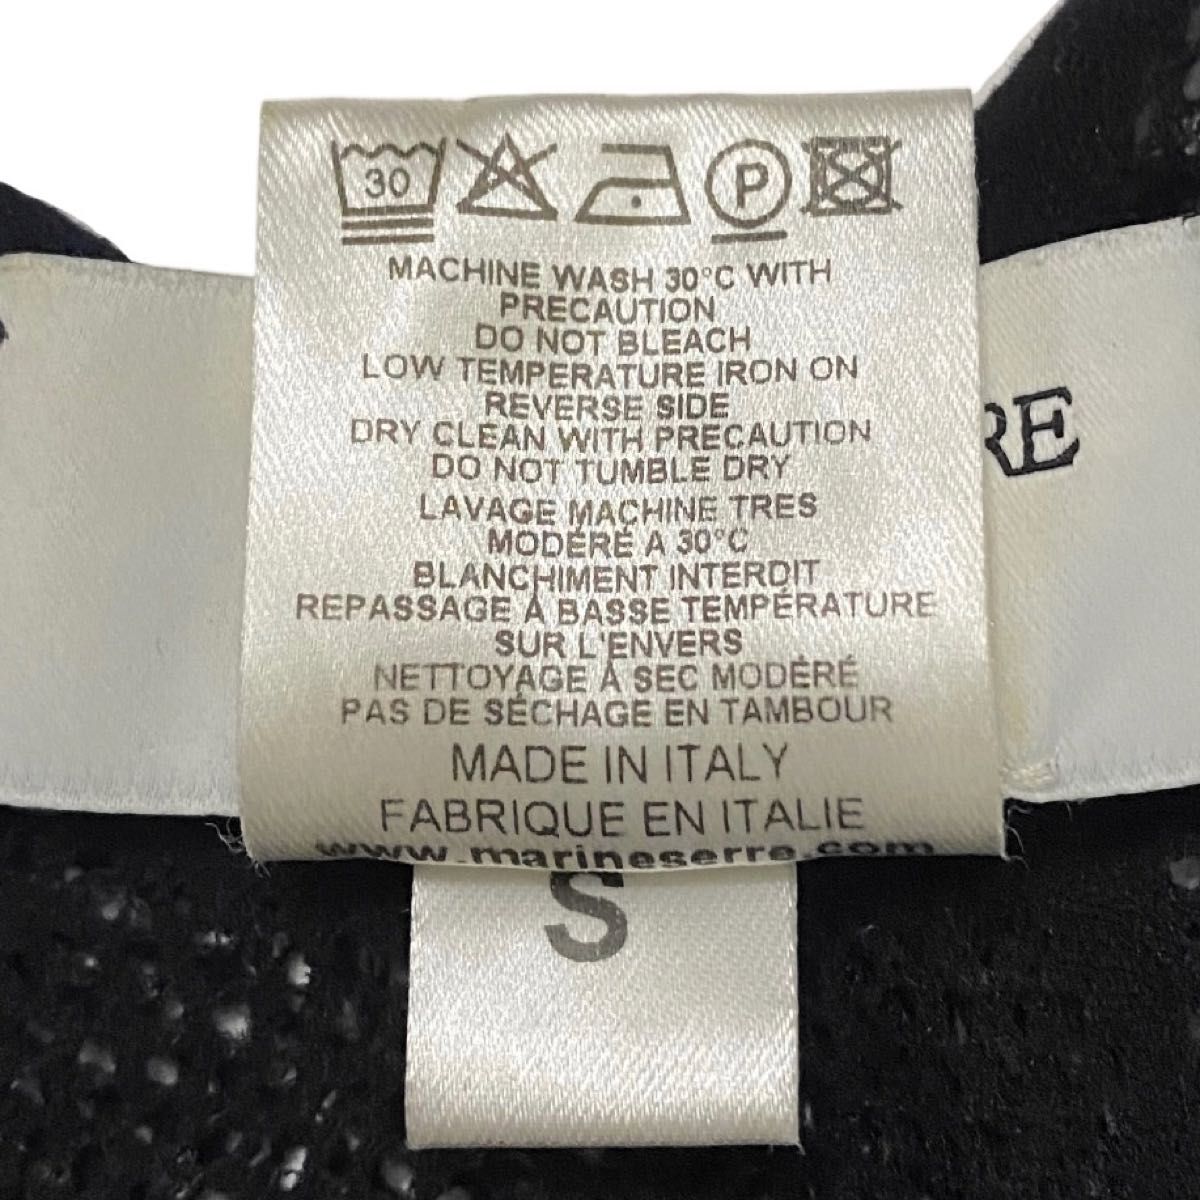 30
P
MACHINE WASH 30°C WITH
PRECAUTION
DO NOT BLEACH
LOW TEMPERATURE IRON ON
REVERSE SIDE
DRY CLEAN WITH PRECAUTION
DO NOT TUMBLE DRY
LAVAGE MACHINE TRES
MODÉRÉ A 30°C
BLANCHIMENT INTERDIT
REPASSAGE À BASSE TEMPÉRATURE
SUR L'ENVERS
NETTOYAGE À SEC MODÉRÉ
PAS DE SÉCHAGE EN TAMBOUR
MADE IN ITALY
FABRIQUE EN ITALIE
www.marineserre.com
RE
S